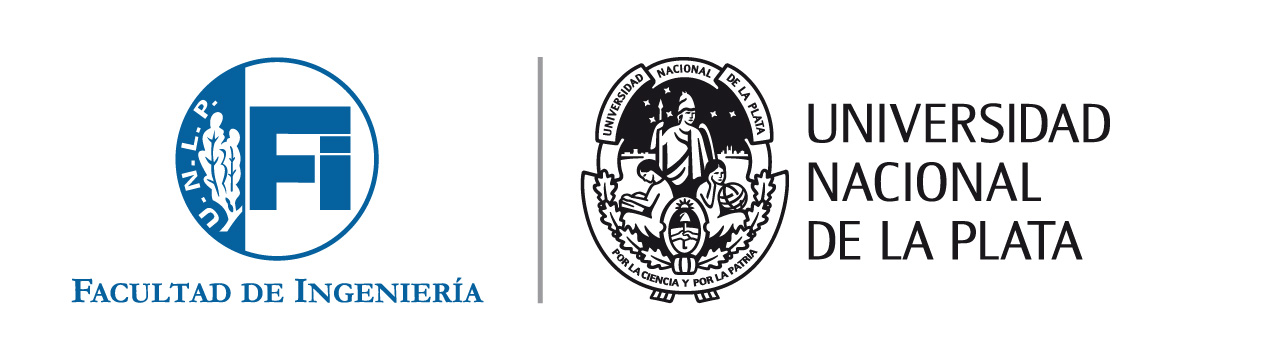 U.N.L.P.
Fi
FACULTAD DE INGENIERÍA
UNIVERSIDAD NACIONAL DE LA PLATA
POR LA CIENCIA Y POR LA PATRIA
UNIVERSIDAD
NACIONAL
DE LA PLATA